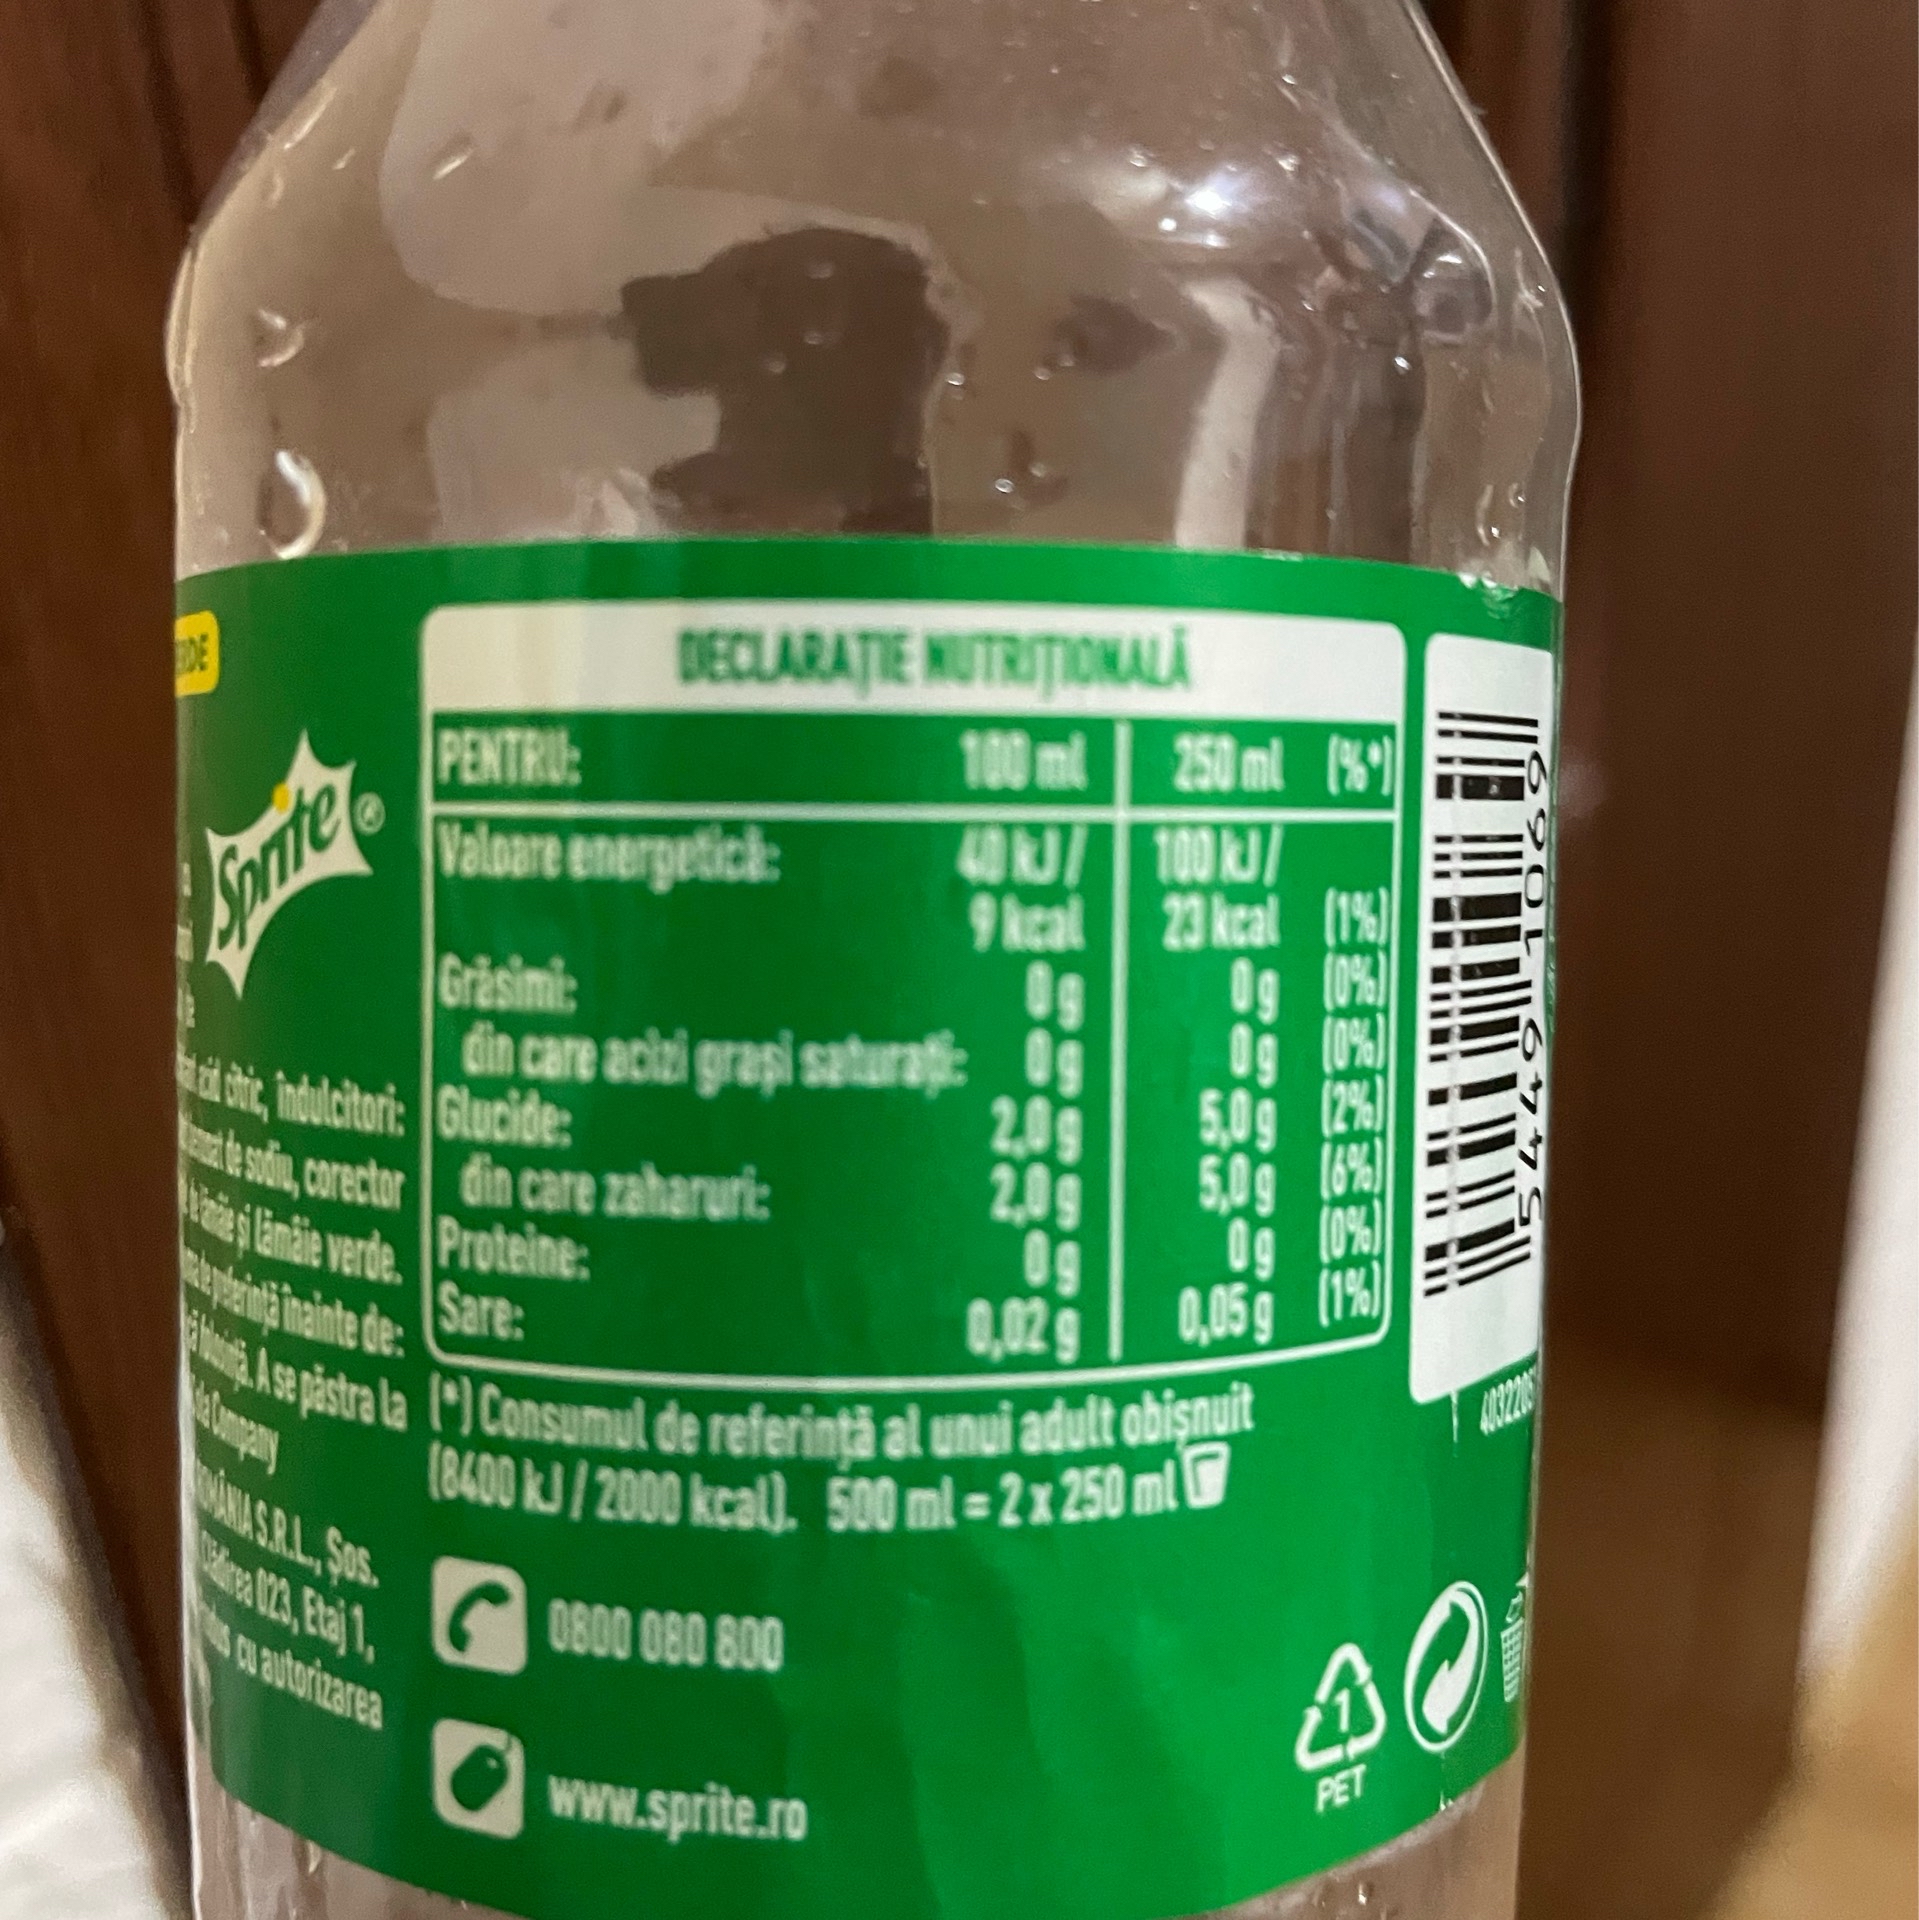 Sprite®
acid citric, îndulcitori:
de sodiu, corector
și Lămâie verde.
înainte de:
A se păstra la
Company
S.R.L., Șos.
023, Etaj 1,
cu autorizarea
DECLARAȚIE NUTRIȚIONALĂ
PENTRU: 100 ml 250 ml (%*)
Valoare energetică: 40 kJ/ 100 kJ/
9 kcal 23 kcal (1%)
Grăsimi: 0 g 0 g (0%)
din care acizi grași saturați: 0 g 0 g (0%)
Glucide: 2,0 g 5,0 g (2%)
din care zaharuri: 2,0 g 5,0 g (6%)
Proteine: 0 g 0 g (0%)
Sare: 0,02 g 0,05 g (1%)
(*) Consumul de referință al unui adult obișnuit
(8400 kJ / 2000 kcal). 500 ml = 2 x 250 ml
0800 080 800
www.sprite.ro
5449 1069
1
PET